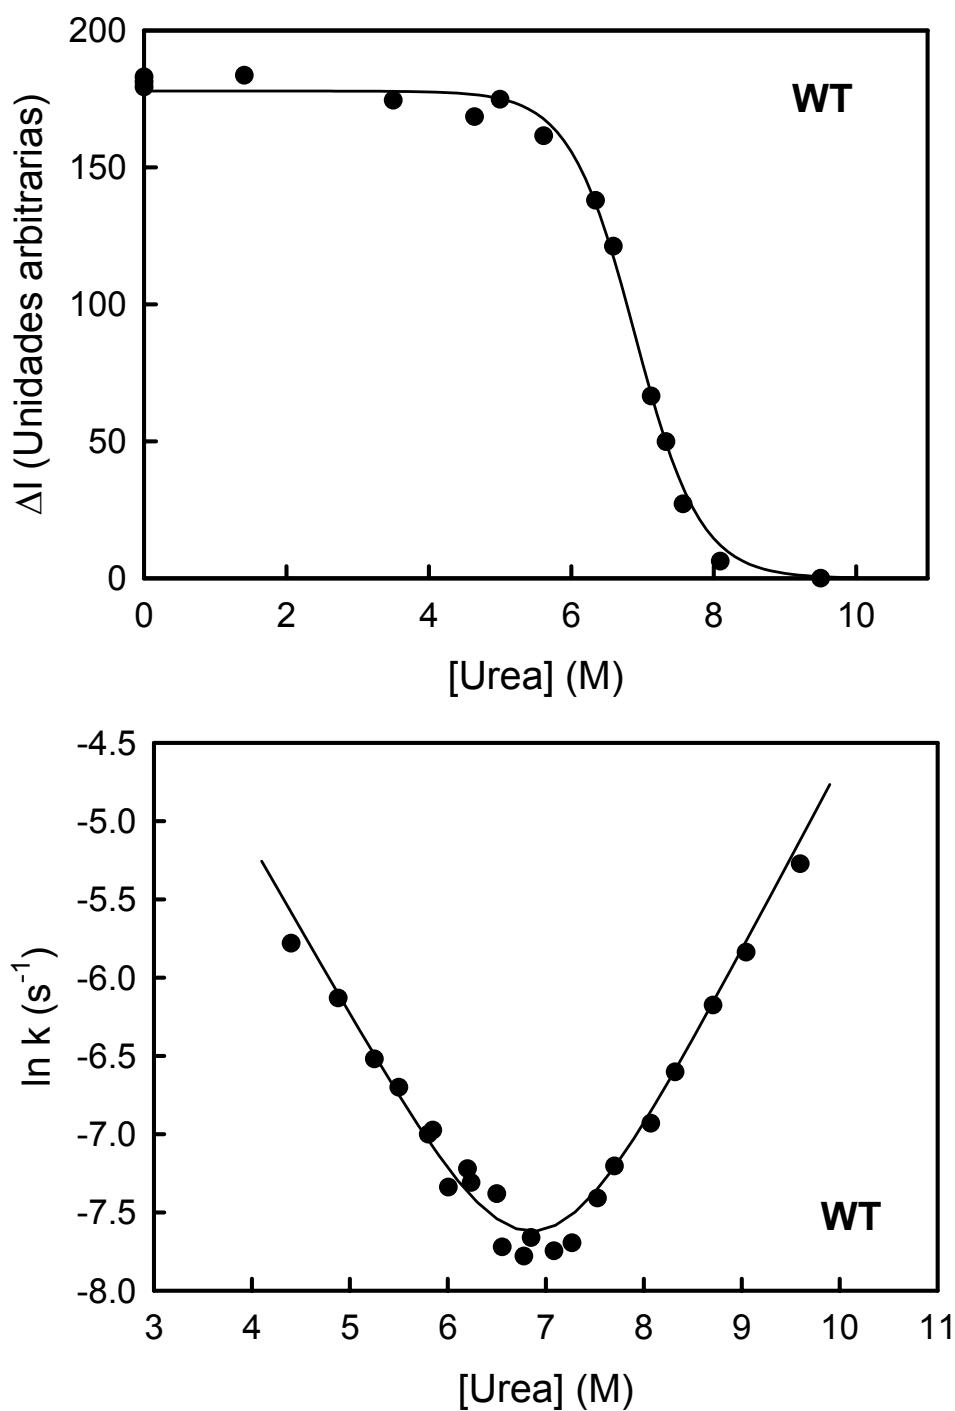 200
150
100
50
0
ΔI (Unidades arbitrarias)
WT
0 2 4 6 8 10
[Urea] (M)
-4.5
-5.0
-5.5
-6.0
-6.5
-7.0
-7.5
-8.0
ln k (s⁻¹)
WT
3 4 5 6 7 8 9 10 11
[Urea] (M)